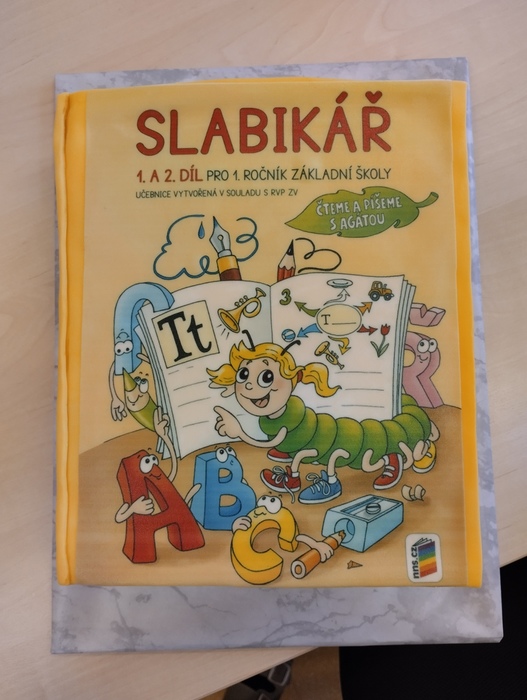 SLABIKÁŘ
1. A 2. DÍL PRO 1. ROČNÍK ZÁKLADNÍ ŠKOLY
UČEBNICE VYTVOŘENÁ V SOULADU S RVP ZV
ČTEME A PÍŠEME
S AGÁTOU
B
Tt
3
T
A
B
C
R
nns.cz